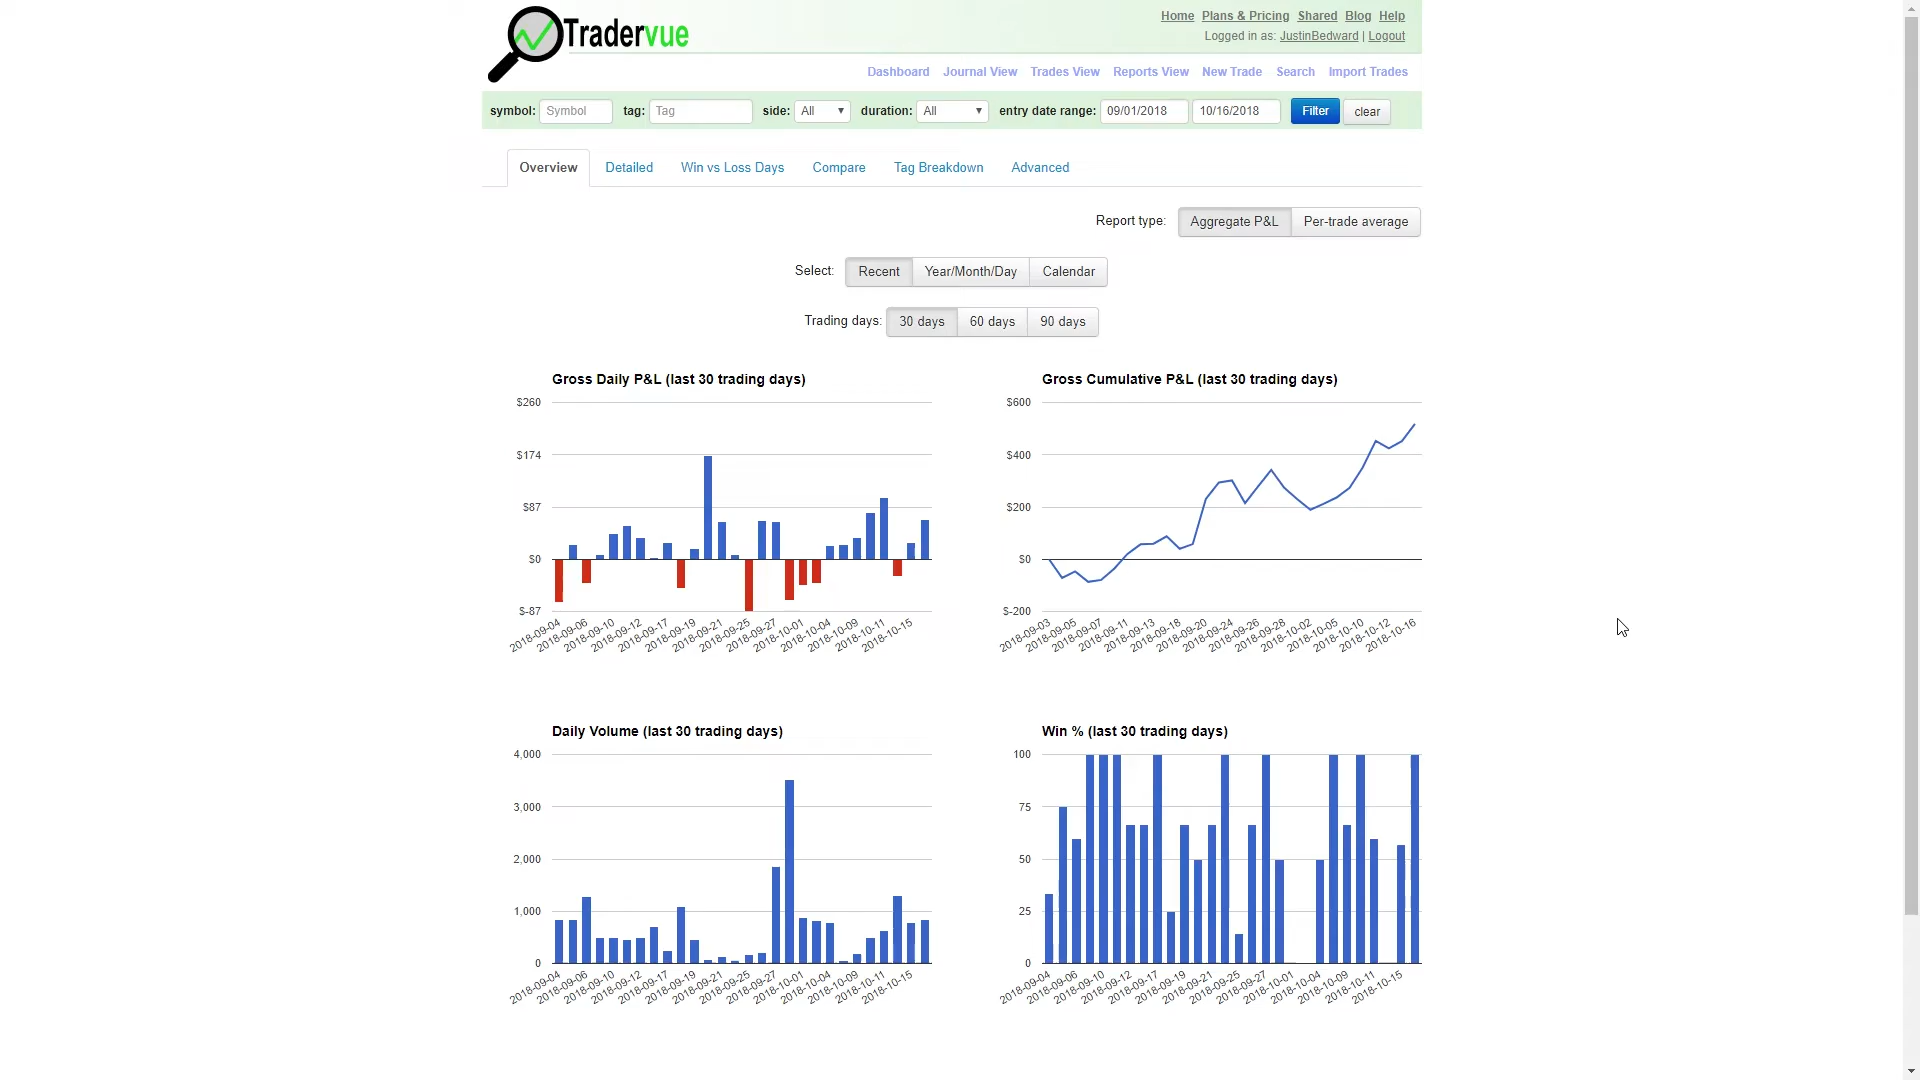 Tradervue
Home Plans & Pricing Shared Blog Help
Logged in as: JustinBedward | Logout
Dashboard Journal View Trades View Reports View New Trade Search Import Trades
symbol: Symbol tag: Tag side: All duration: All entry date range: 09/01/2018 10/16/2018 Filter clear
Overview Detailed Win vs Loss Days Compare Tag Breakdown Advanced
Report type: Aggregate P&L Per-trade average
Select: Recent Year/Month/Day Calendar
Trading days: 30 days 60 days 90 days
Gross Daily P&L (last 30 trading days)
$260
$174
$87
$0
$-87
2018-09-04 2018-09-06 2018-09-10 2018-09-12 2018-09-17 2018-09-19 2018-09-21 2018-09-25 2018-09-27 2018-10-01 2018-10-04 2018-10-09 2018-10-11 2018-10-15
Gross Cumulative P&L (last 30 trading days)
$600
$400
$200
$0
$-200
2018-09-03 2018-09-05 2018-09-07 2018-09-11 2018-09-13 2018-09-18 2018-09-20 2018-09-24 2018-09-26 2018-09-28 2018-10-02 2018-10-05 2018-10-10 2018-10-12 2018-10-16
Daily Volume (last 30 trading days)
4,000
3,000
2,000
1,000
0
2018-09-04 2018-09-06 2018-09-10 2018-09-12 2018-09-17 2018-09-19 2018-09-21 2018-09-25 2018-09-27 2018-10-01 2018-10-04 2018-10-09 2018-10-11 2018-10-15
Win % (last 30 trading days)
100
75
50
25
0
2018-09-04 2018-09-06 2018-09-10 2018-09-12 2018-09-17 2018-09-19 2018-09-21 2018-09-25 2018-09-27 2018-10-01 2018-10-04 2018-10-09 2018-10-11 2018-10-15